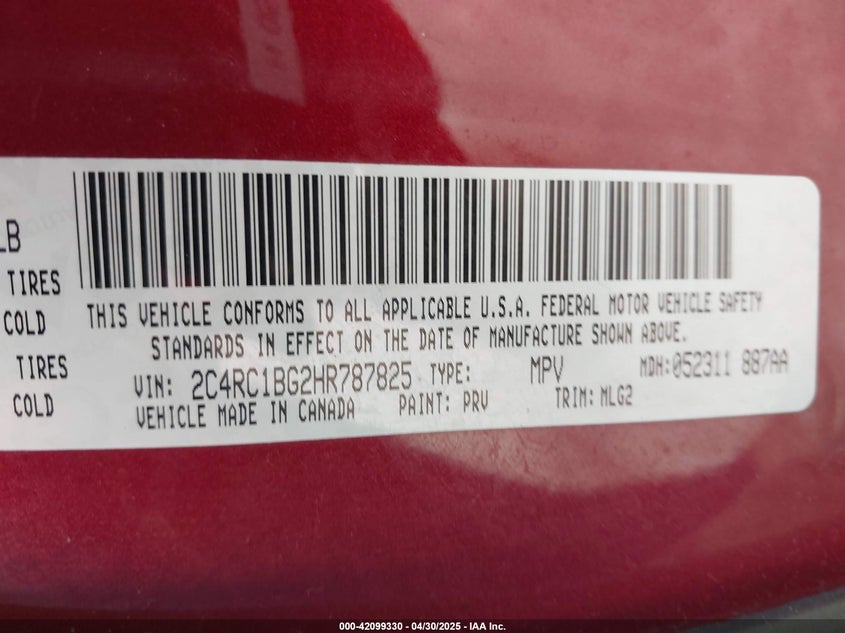 LB
TIRES
COLD
TIRES
COLD
THIS VEHICLE CONFORMS TO ALL APPLICABLE U.S.A. FEDERAL MOTOR VEHICLE SAFETY
STANDARDS IN EFFECT ON THE DATE OF MANUFACTURE SHOWN ABOVE.
VIN: 2C4RC1BG2HR787825 TYPE: MPV MDH:052311 887AA
VEHICLE MADE IN CANADA PAINT: PRV TRIM: MLG2
000-42099330 - 04/30/2025 - IAA Inc.